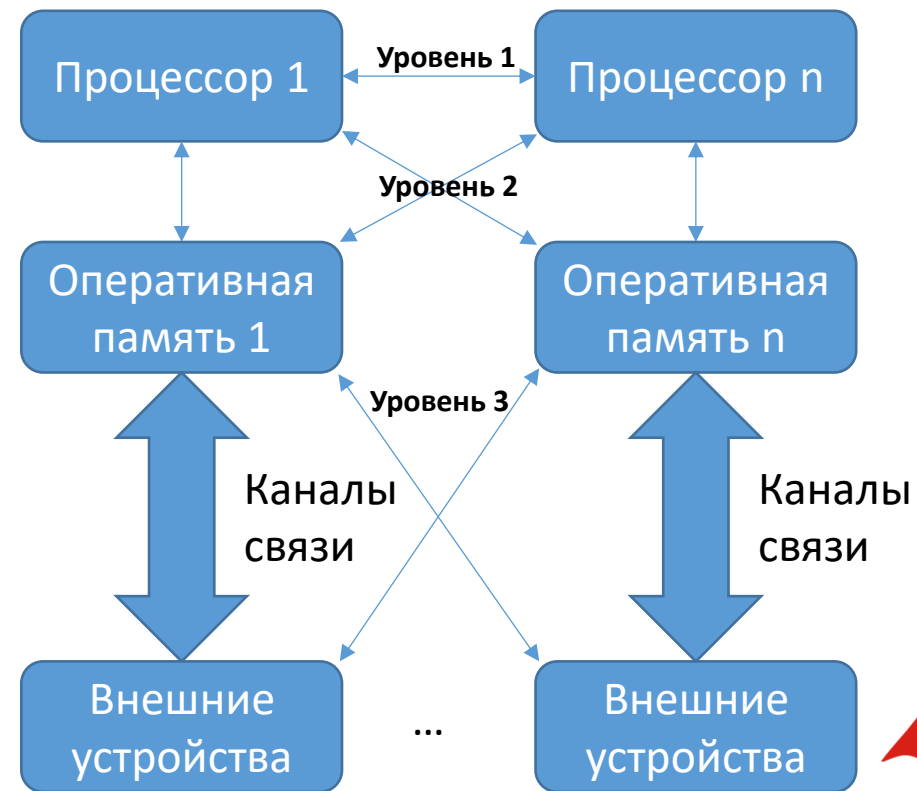 Процессор 1
Уровень 1
Процессор n
Уровень 2
Оперативная
память 1
Оперативная
память n
Уровень 3
Каналы
связи
Каналы
связи
Внешние
устройства
...
Внешние
устройства